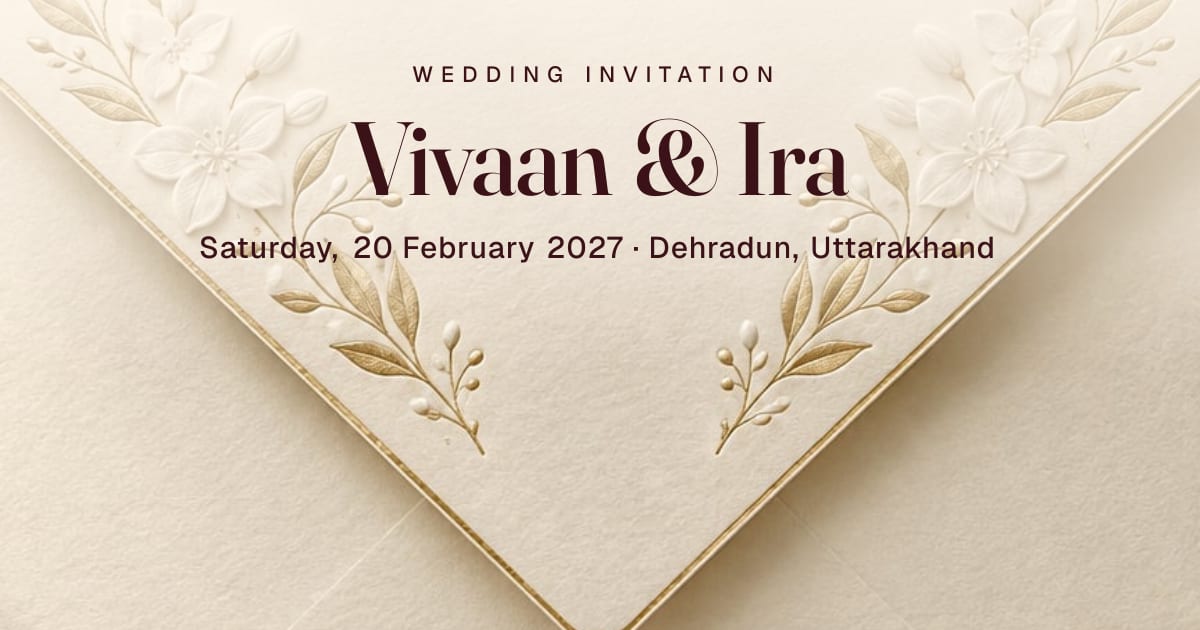 WEDDING INVITATION
Vivaan & Ira
Saturday, 20 February 2027 · Dehradun, Uttarakhand